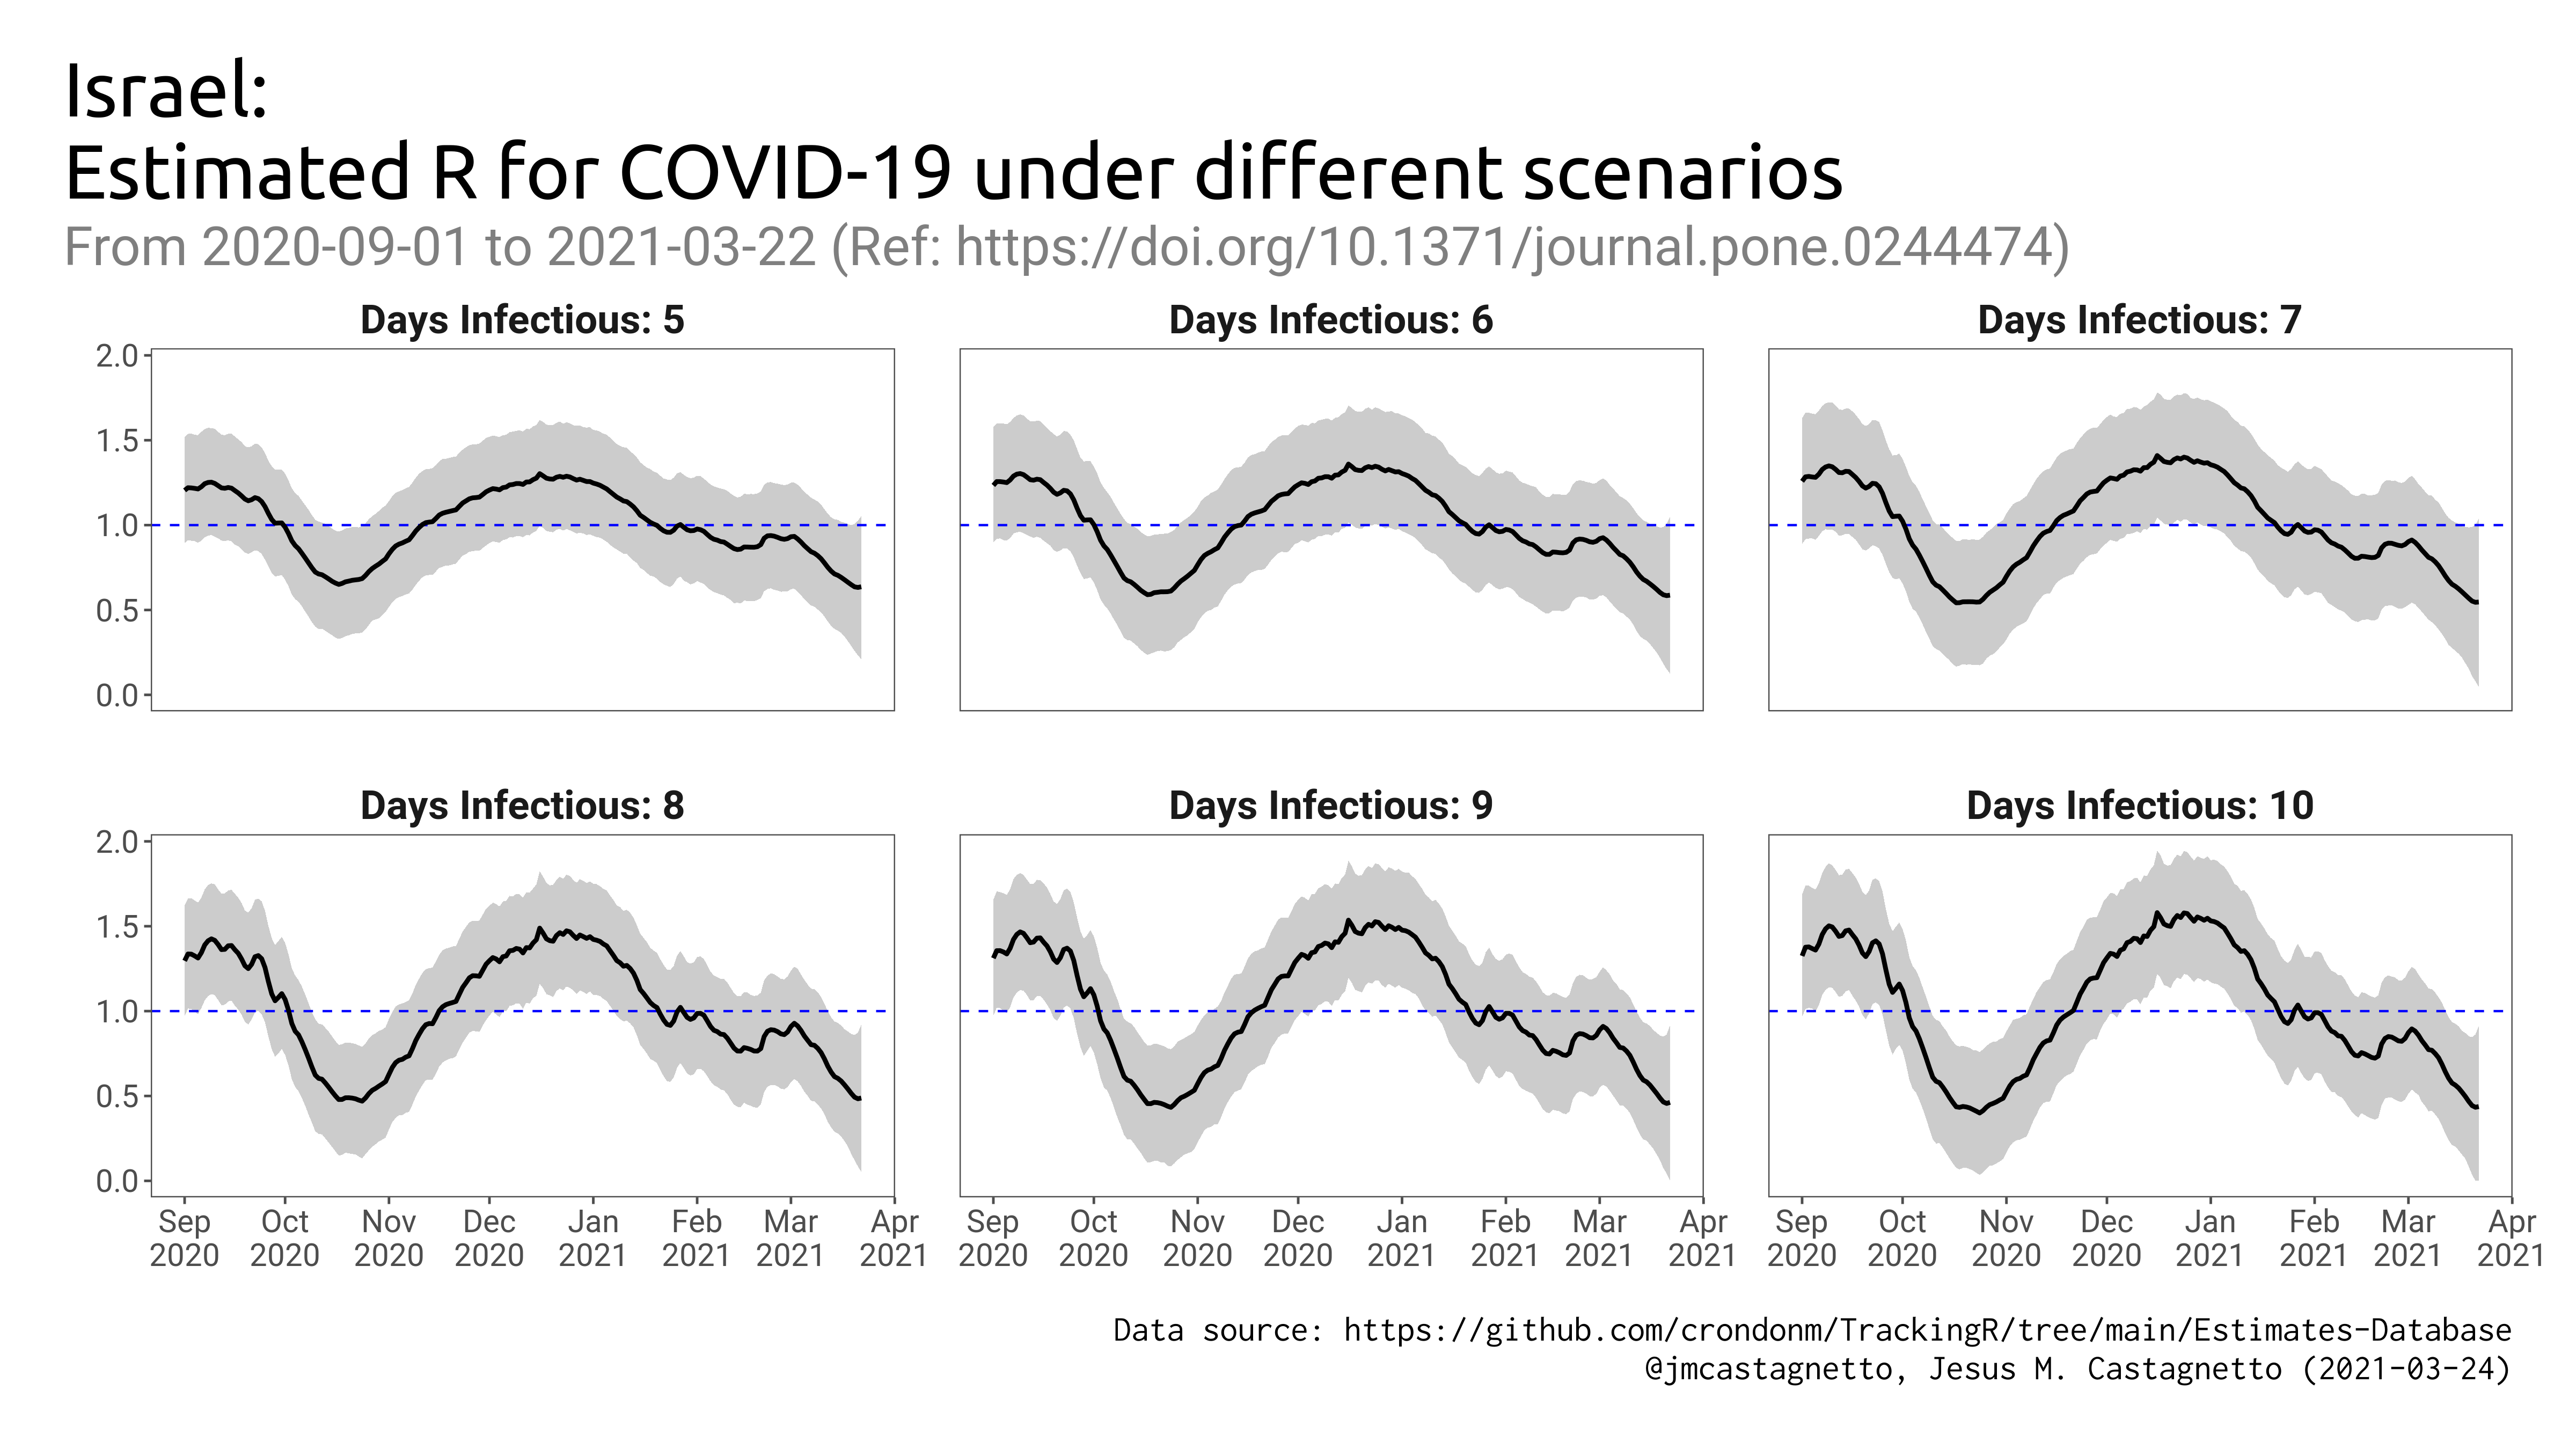 Israel:
Estimated R for COVID-19 under different scenarios
From 2020-09-01 to 2021-03-22 (Ref: https://doi.org/10.1371/journal.pone.0244474)
Days Infectious: 5
Days Infectious: 6
Days Infectious: 7
2.0
1.5
1.0
0.5
0.0
Days Infectious: 8
Days Infectious: 9
Days Infectious: 10
2.0
1.5
1.0
0.5
0.0
Sep Oct Nov Dec Jan Feb Mar Apr
2020 2020 2020 2020 2021 2021 2021 2021
Sep Oct Nov Dec Jan Feb Mar Apr
2020 2020 2020 2020 2021 2021 2021 2021
Sep Oct Nov Dec Jan Feb Mar Apr
2020 2020 2020 2020 2021 2021 2021 2021
Data source: https://github.com/crondonm/TrackingR/tree/main/Estimates-Database
@jmcastagnetto, Jesus M. Castagnetto (2021-03-24)